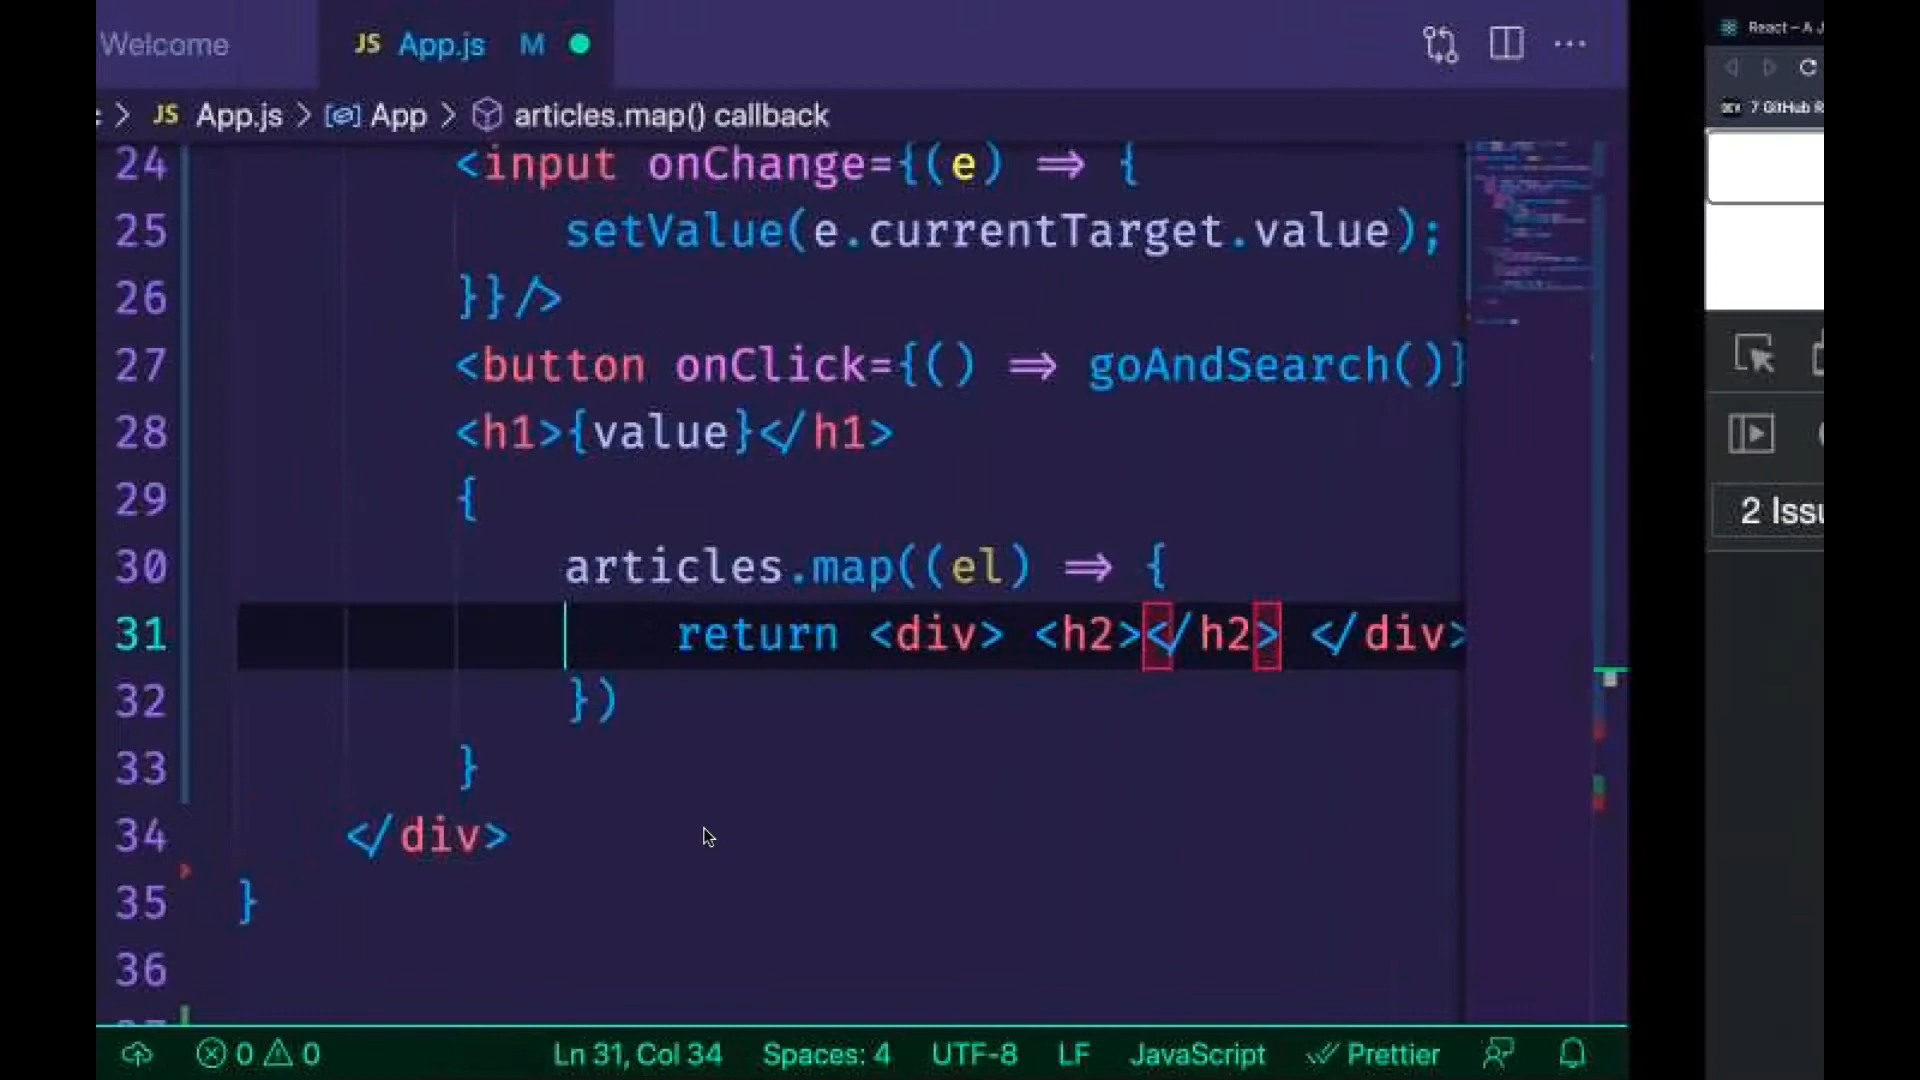 Welcome
JS App.js M
App.js > App > articles.map() callback
24 <input onChange={(e) => {
25 setValue(e.currentTarget.value);
26 }}/>
27 <button onClick={() => goAndSearch()}
28 <h1>{value}</h1>
29 {
30 articles.map((el) => {
31 return <div> <h2></h2> </div>
32 })
33 }
34 </div>
35 }
36
0 0 Ln 31, Col 34 Spaces: 4 UTF-8 LF JavaScript Prettier
React – A J
7 GitHub R
2 Issu